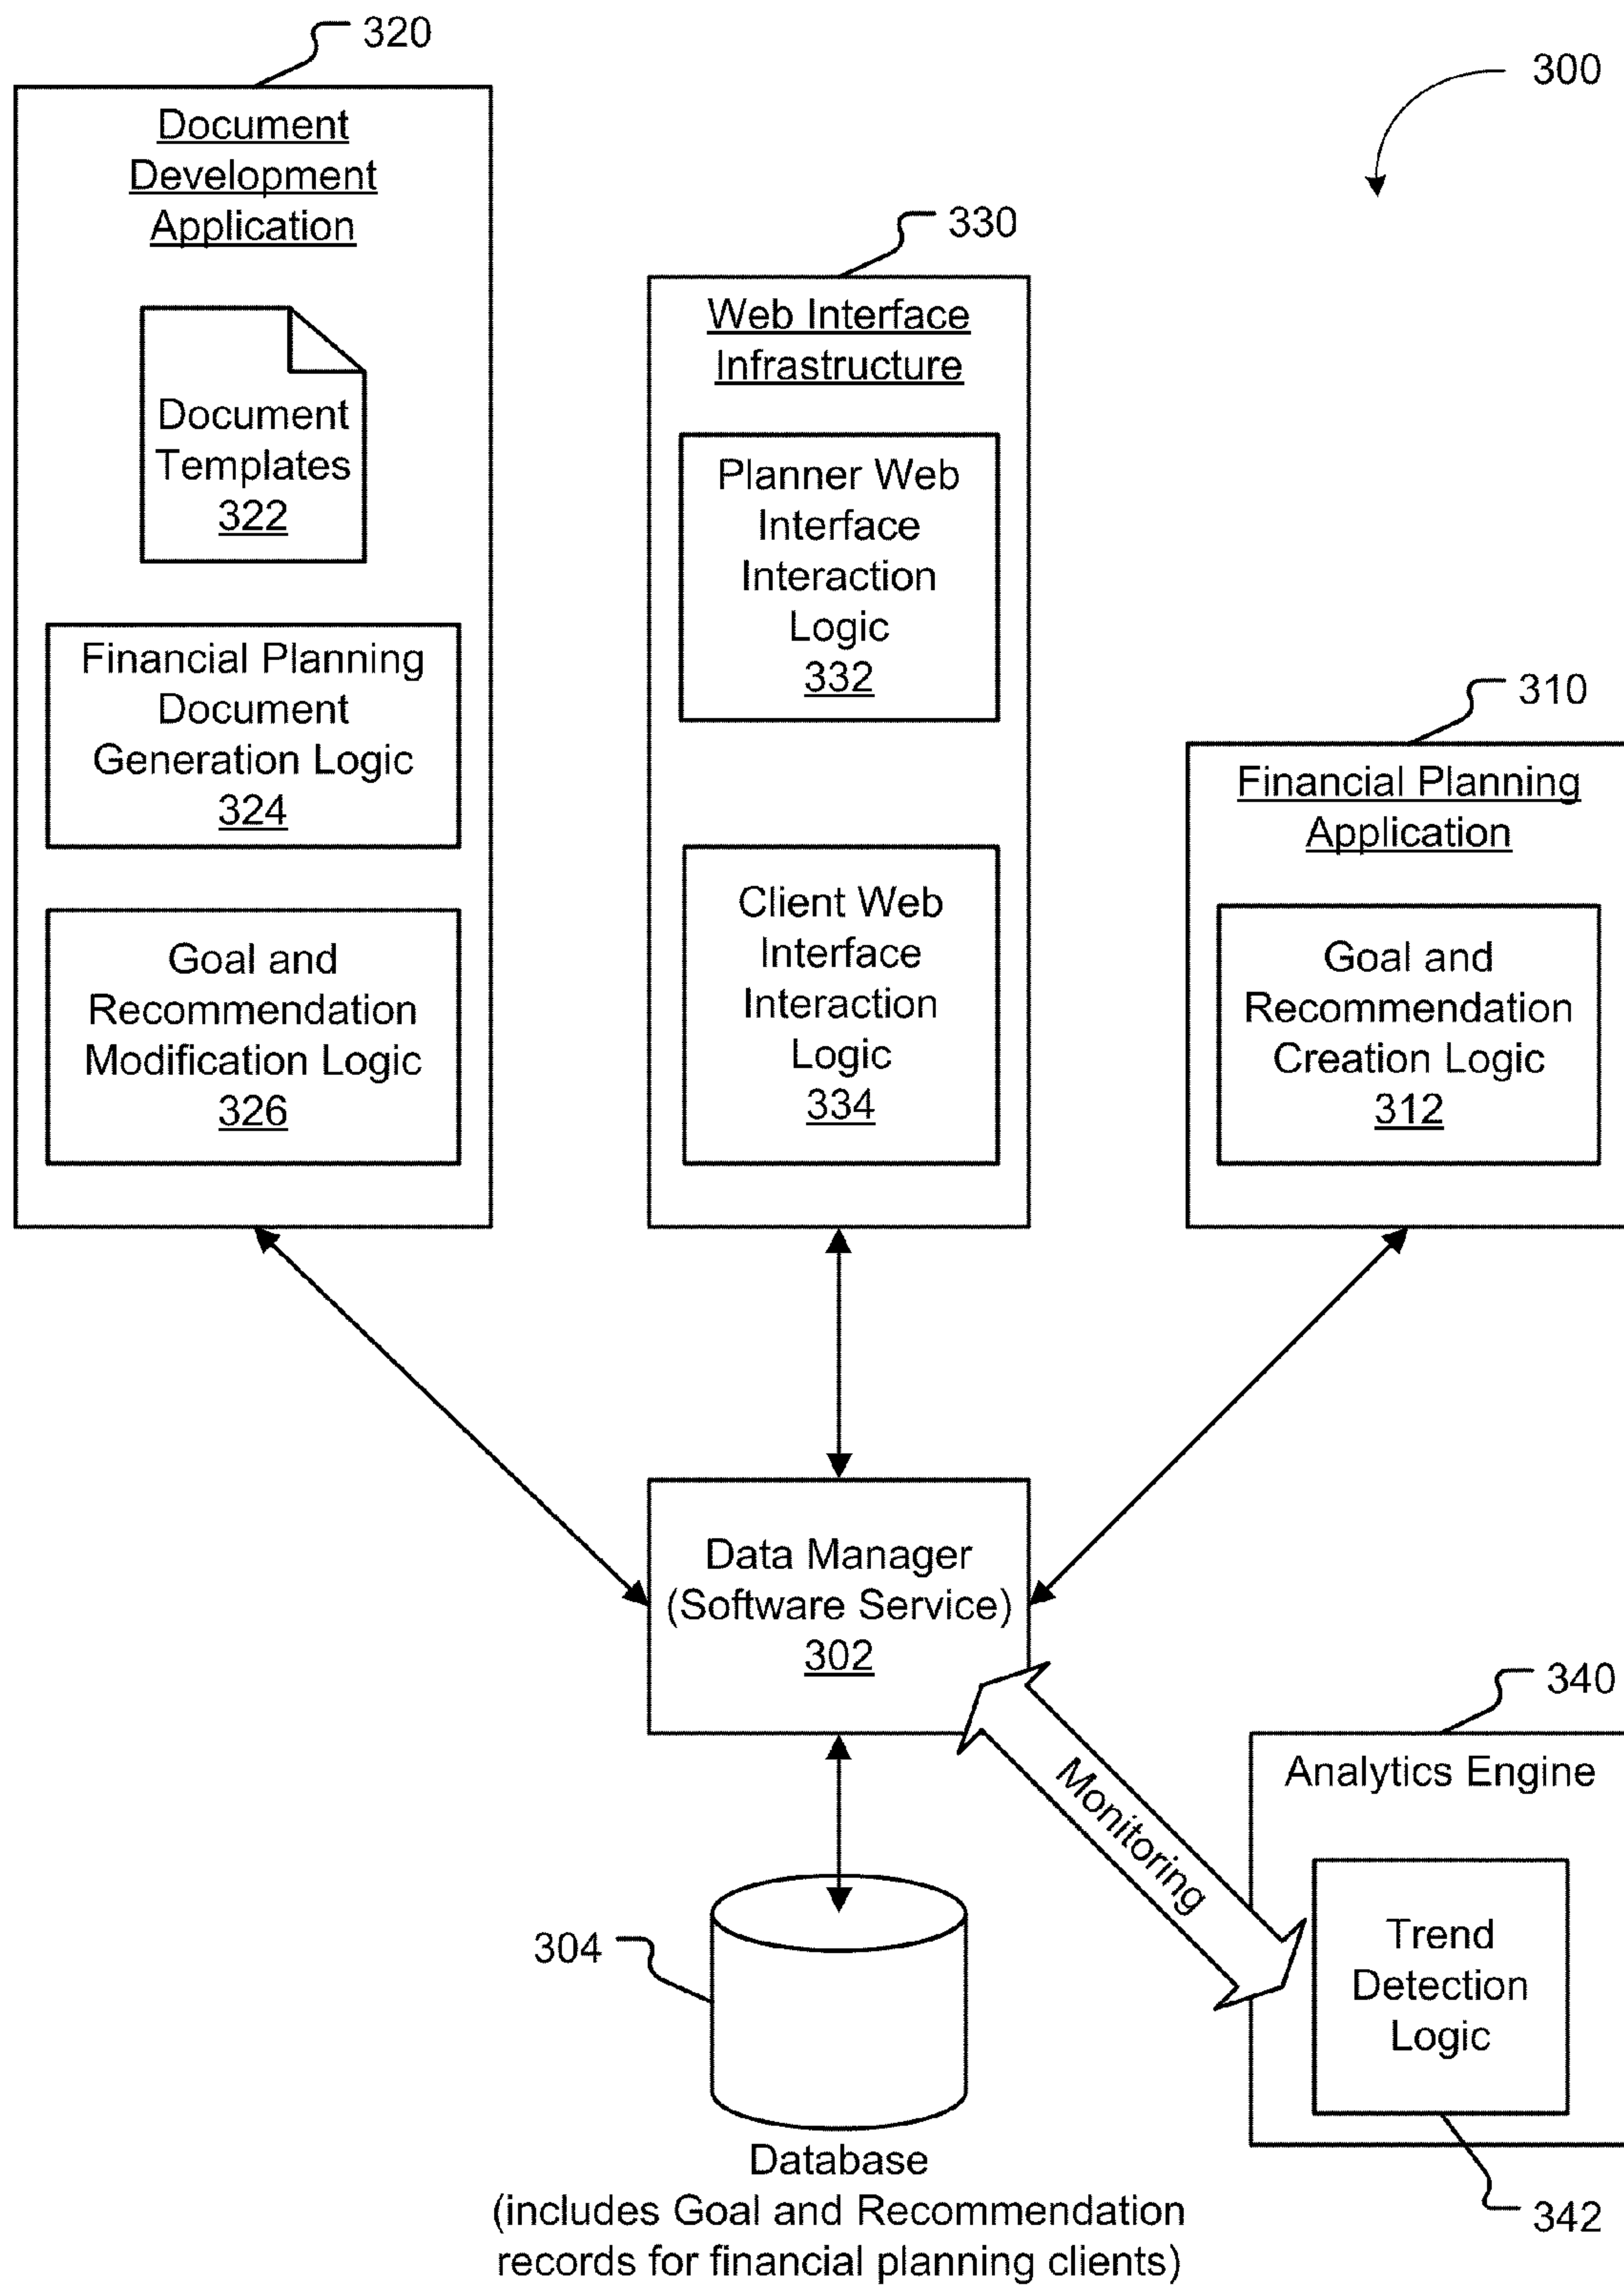 320
300
Document
Development
Application
Document
Templates
322
Financial Planning
Document
Generation Logic
324
Goal and
Recommendation
Modification Logic
326
330
Web Interface
Infrastructure
Planner Web
Interface
Interaction
Logic
332
Client Web
Interface
Interaction
Logic
334
310
Financial Planning
Application
Goal and
Recommendation
Creation Logic
312
Data Manager
(Software Service)
302
Monitoring
340
Analytics Engine
Trend
Detection
Logic
342
304
Database
(includes Goal and Recommendation
records for financial planning clients)